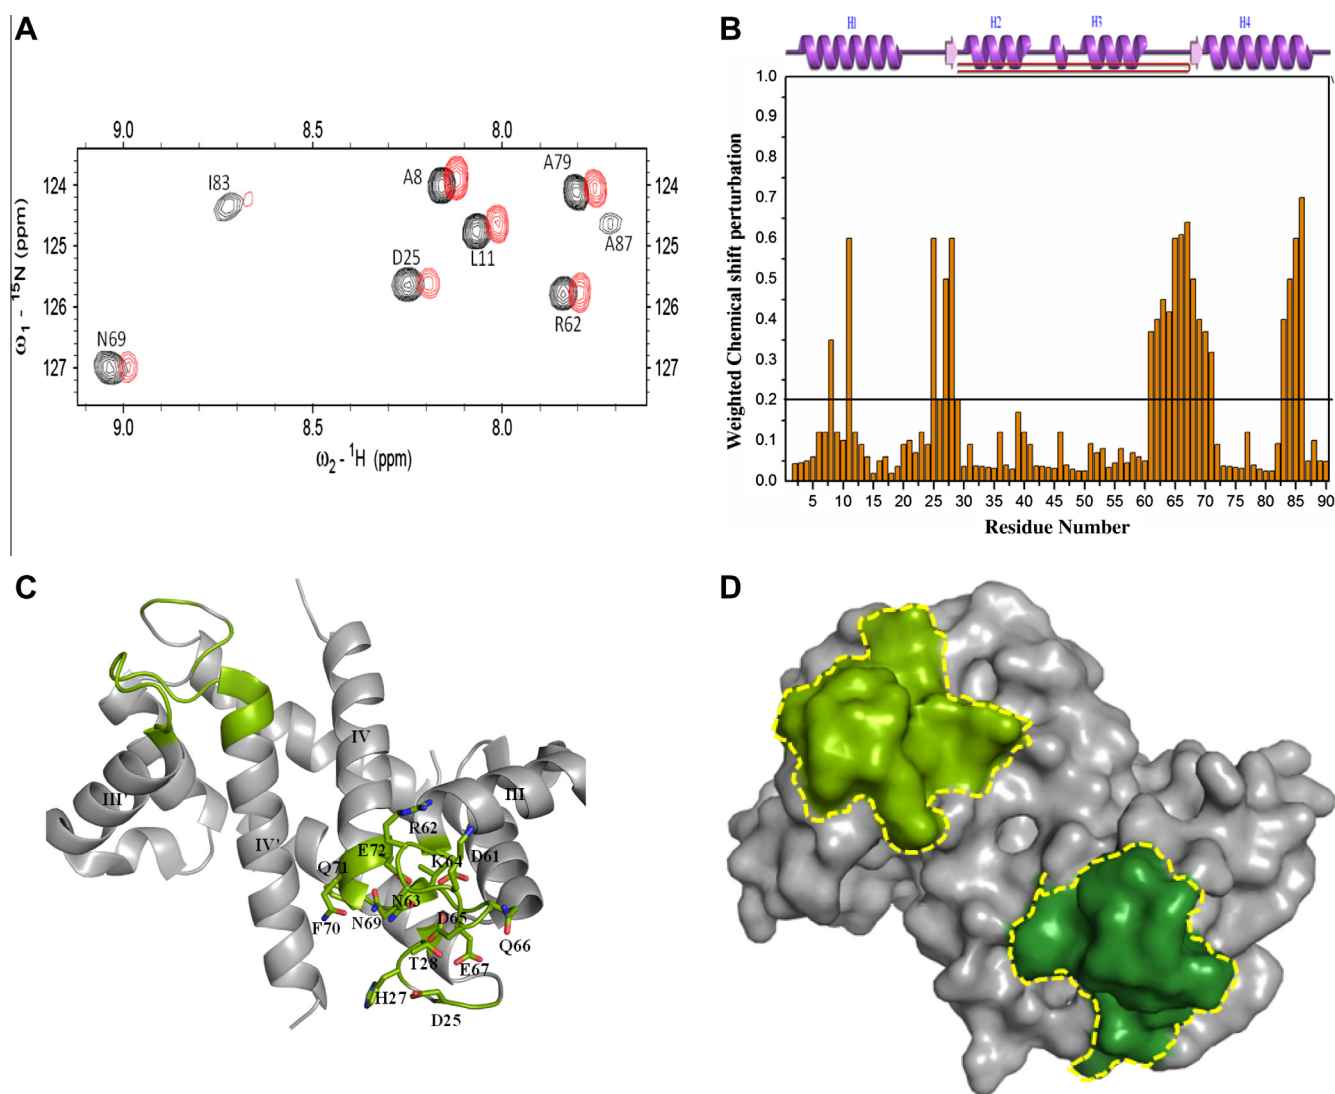 A
9.0 8.5 8.0
124 125 126 127
124 125 126 127
I83
A8
A79
A87
L11
D25
R62
N69
9.0 8.5 8.0
ω1 - 15N (ppm)
ω2 - 1H (ppm)
B
H1 H2 H3 H4
1.0
0.9
0.8
0.8
0.6
0.6
0.5
0.4
0.3
0.2
0.1
0.0
Weighted Chemical shift perturbation
5 10 15 20 25 30 35 40 45 50 55 60 65 70 75 80 85 90
Residue Number
C
IV
III
III'
IV'
R62
E72
K64
D61
Q71
N63
N69
D65
F70
Q66
T28
E67
H27
D25
D